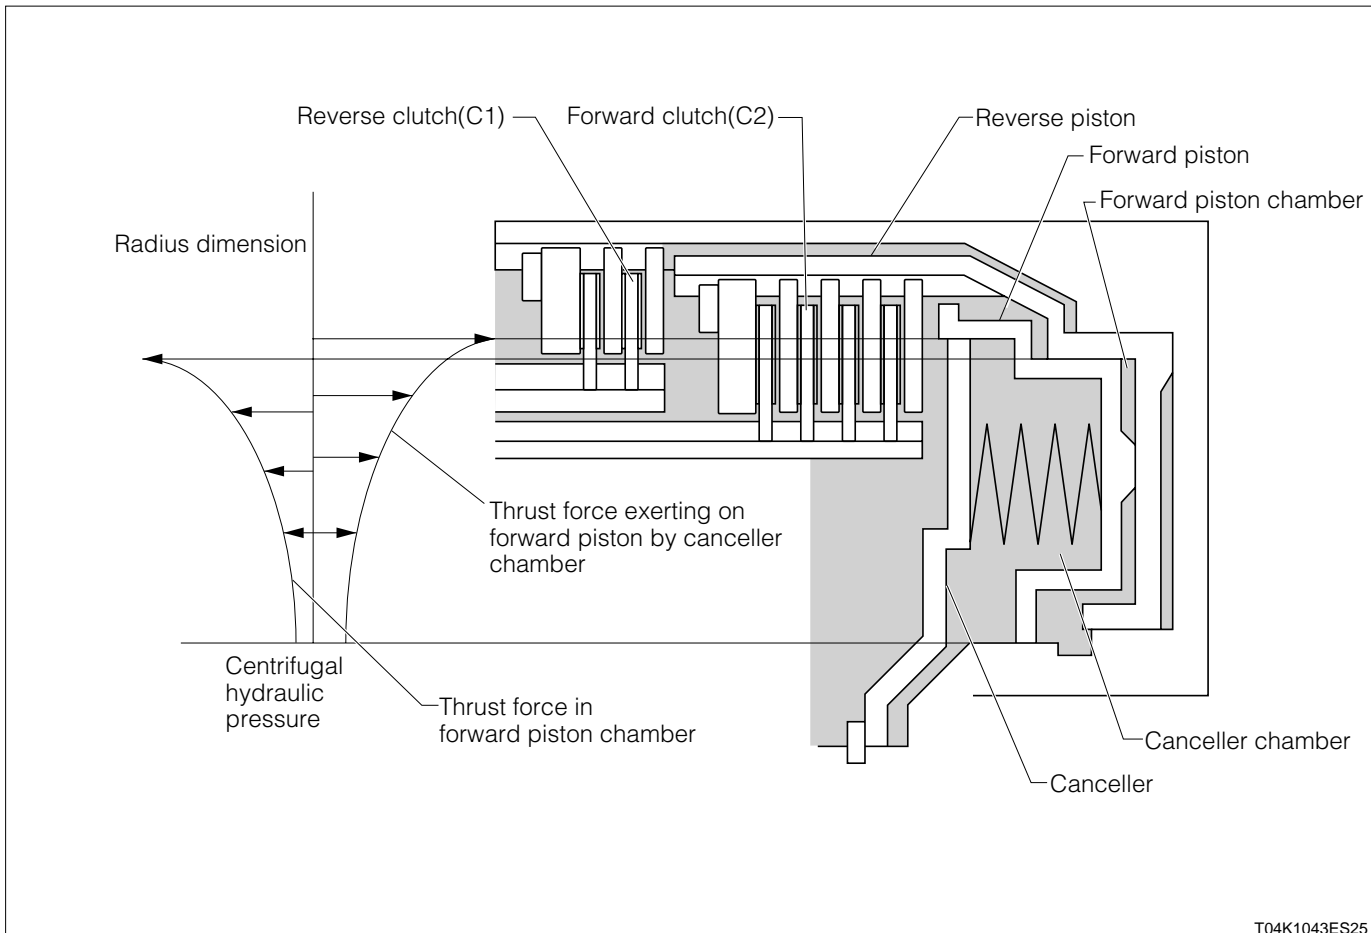 Reverse clutch(C1)
Forward clutch(C2)
Reverse piston
Forward piston
Forward piston chamber
Radius dimension
Thrust force exerting on
forward piston by canceller
chamber
Centrifugal
hydraulic
pressure
Thrust force in
forward piston chamber
Canceller chamber
Canceller
T04K1043ES25